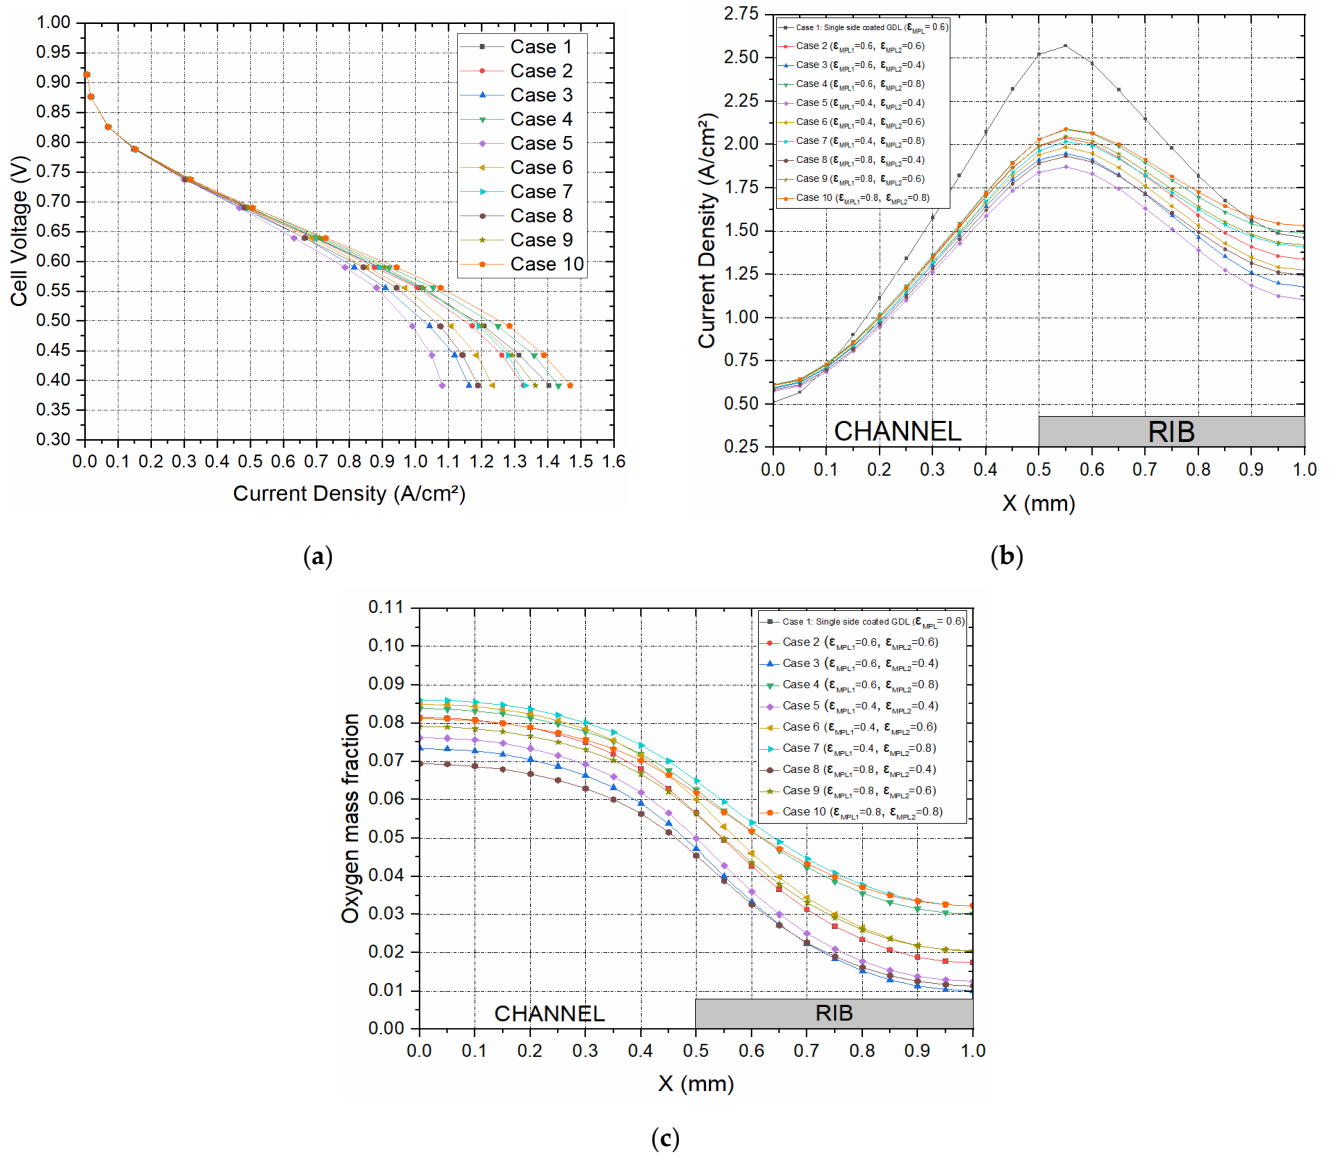 1.00
0.95
0.90
0.85
0.80
0.75
0.70
0.65
0.60
0.55
0.50
0.45
0.40
0.35
0.30
Cell Voltage (V)
Case 1
Case 2
Case 3
Case 4
Case 5
Case 6
Case 7
Case 8
Case 9
Case 10
0.0 0.1 0.2 0.3 0.4 0.5 0.6 0.7 0.8 0.9 1.0 1.1 1.2 1.3 1.4 1.5 1.6
Current Density (A/cm²)
(a)
2.75
2.50
2.25
2.00
1.75
1.50
1.25
1.00
0.75
0.50
0.25
Current Density (A/cm²)
Case 1: Single side coated GDL (ε_MPL= 0.6)
Case 2 (ε_MPL1=0.6, ε_MPL2=0.6)
Case 3 (ε_MPL1=0.6, ε_MPL2=0.4)
Case 4 (ε_MPL1=0.6, ε_MPL2=0.8)
Case 5 (ε_MPL1=0.4, ε_MPL2=0.4)
Case 6 (ε_MPL1=0.4, ε_MPL2=0.6)
Case 7 (ε_MPL1=0.4, ε_MPL2=0.8)
Case 8 (ε_MPL1=0.8, ε_MPL2=0.4)
Case 9 (ε_MPL1=0.8, ε_MPL2=0.6)
Case 10 (ε_MPL1=0.8, ε_MPL2=0.8)
CHANNEL RIB
0.0 0.1 0.2 0.3 0.4 0.5 0.6 0.7 0.8 0.9 1.0
X (mm)
(b)
0.11
0.10
0.09
0.08
0.07
0.06
0.05
0.04
0.03
0.02
0.01
0.00
Oxygen mass fraction
Case 1: Single side coated GDL (ε_MPL= 0.6)
Case 2 (ε_MPL1=0.6, ε_MPL2=0.6)
Case 3 (ε_MPL1=0.6, ε_MPL2=0.4)
Case 4 (ε_MPL1=0.6, ε_MPL2=0.8)
Case 5 (ε_MPL1=0.4, ε_MPL2=0.4)
Case 6 (ε_MPL1=0.4, ε_MPL2=0.6)
Case 7 (ε_MPL1=0.4, ε_MPL2=0.8)
Case 8 (ε_MPL1=0.8, ε_MPL2=0.4)
Case 9 (ε_MPL1=0.8, ε_MPL2=0.6)
Case 10 (ε_MPL1=0.8, ε_MPL2=0.8)
CHANNEL RIB
0.0 0.1 0.2 0.3 0.4 0.5 0.6 0.7 0.8 0.9 1.0
X (mm)
(c)